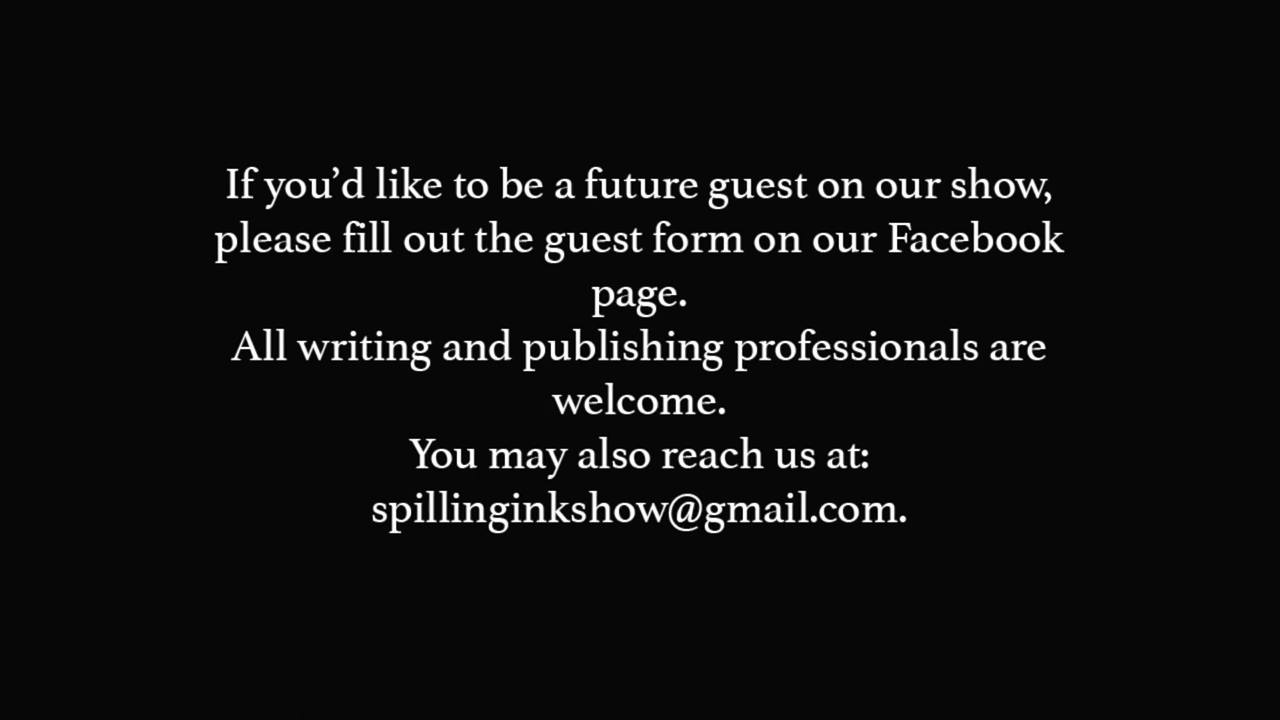 If you’d like to be a future guest on our show,
please fill out the guest form on our Facebook
page.
All writing and publishing professionals are
welcome.
You may also reach us at:
spillinginkshow@gmail.com.